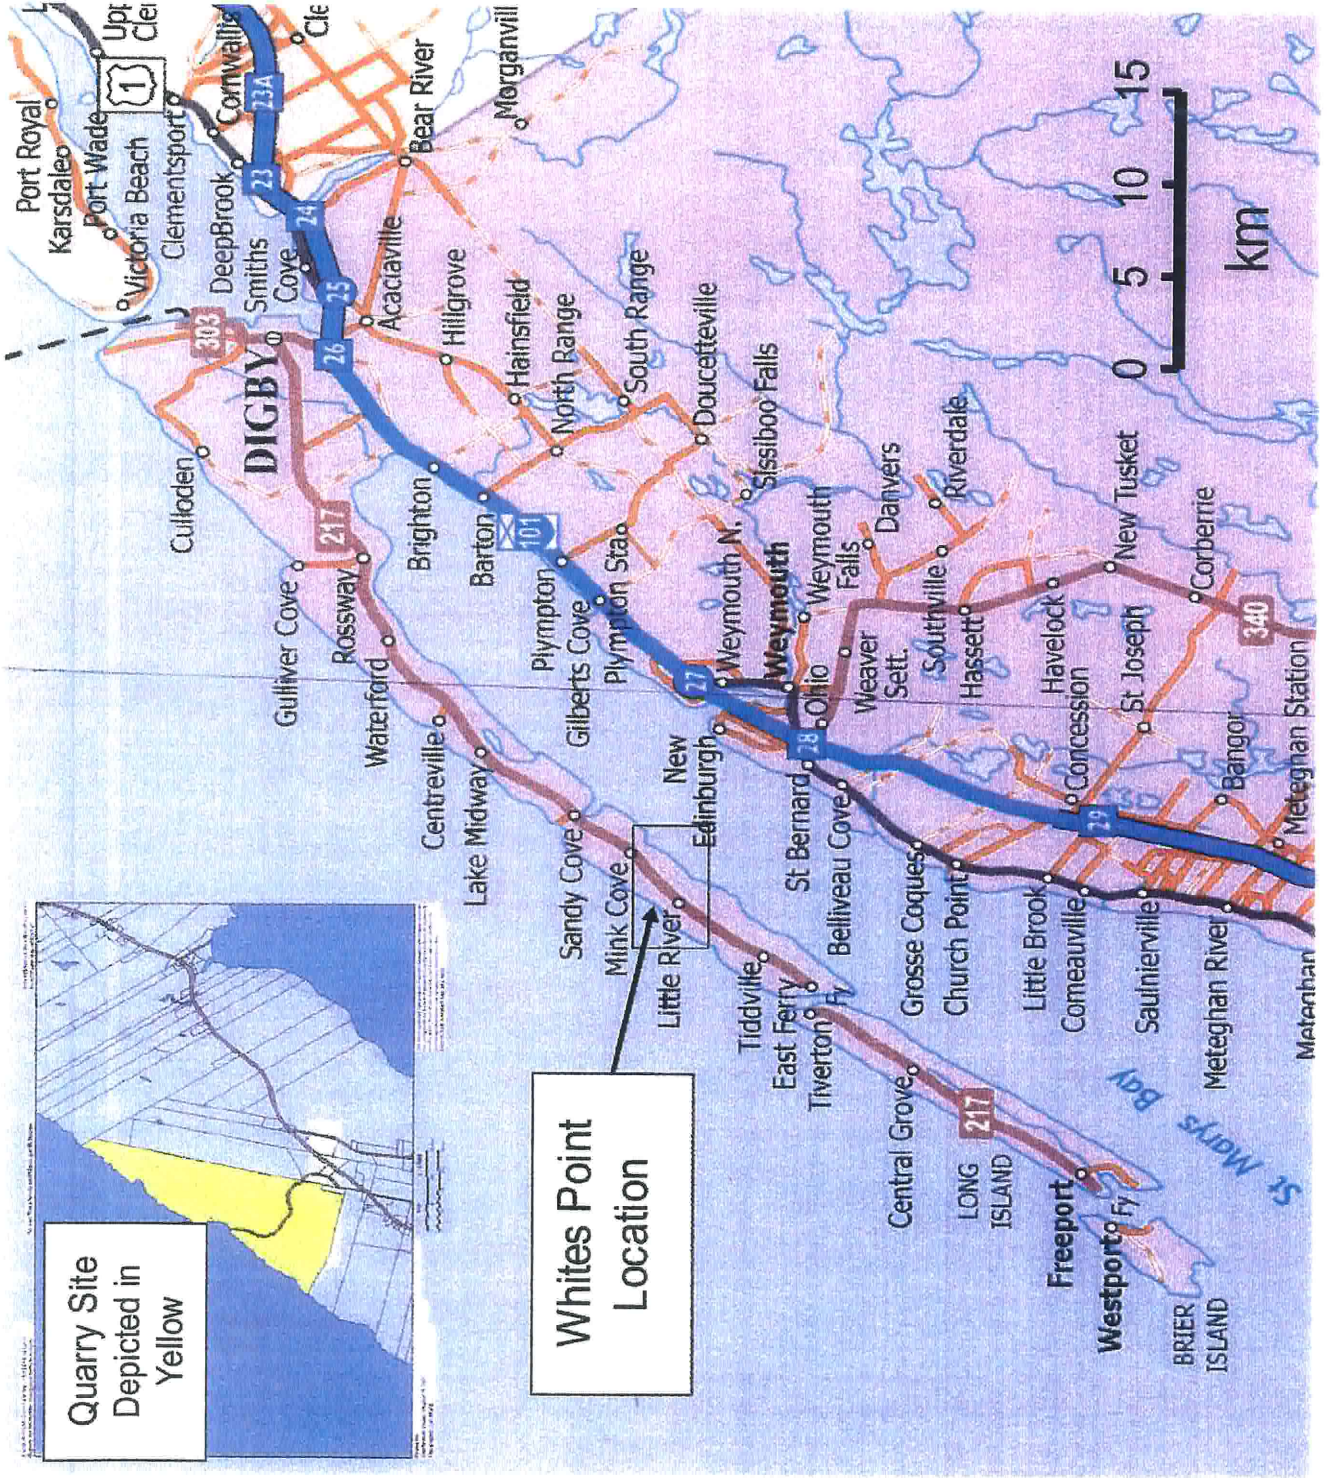 Quarry Site
Depicted in
Yellow
Whites Point
Location
Port Royal
Karsdale
Port Wade
Victoria Beach
Clementsport
1
Cornwallis
DeepBrook
Smiths
Cove
23A
23
24
25
26
Bear River
Morganvill
Acaciaville
Hillgrove
Hainsfield
North Range
South Range
Doucetteville
Sissiboo Falls
303
DIGBY
Culloden
217
Gulliver Cove
Rossway
Waterford
Centreville
Lake Midway
Sandy Cove
Mink Cove
Little River
Tiddville
East Ferry
Tiverton
Fy
Central Grove
217
LONG
ISLAND
Freeport
Westport
Fy
BRIER
ISLAND
St. Marys Bay
Brighton
Barton
101
Plympton
Gilberts Cove
Plympton Sta.
27
Weymouth N.
Weymouth
Weymouth
Falls
Danvers
Riverdale
New
Edinburgh
28
Ohio
Weaver
Sett.
Southville
Hassett
Havelock
New Tusket
Corberrie
340
St Joseph
Concession
29
Bangor
Meteghan Station
St Bernard
Belliveau Cove
Grosse Coques
Church Point
Little Brook
Comeauville
Saulnierville
Meteghan River
Meteghan
0 5 10 15
km